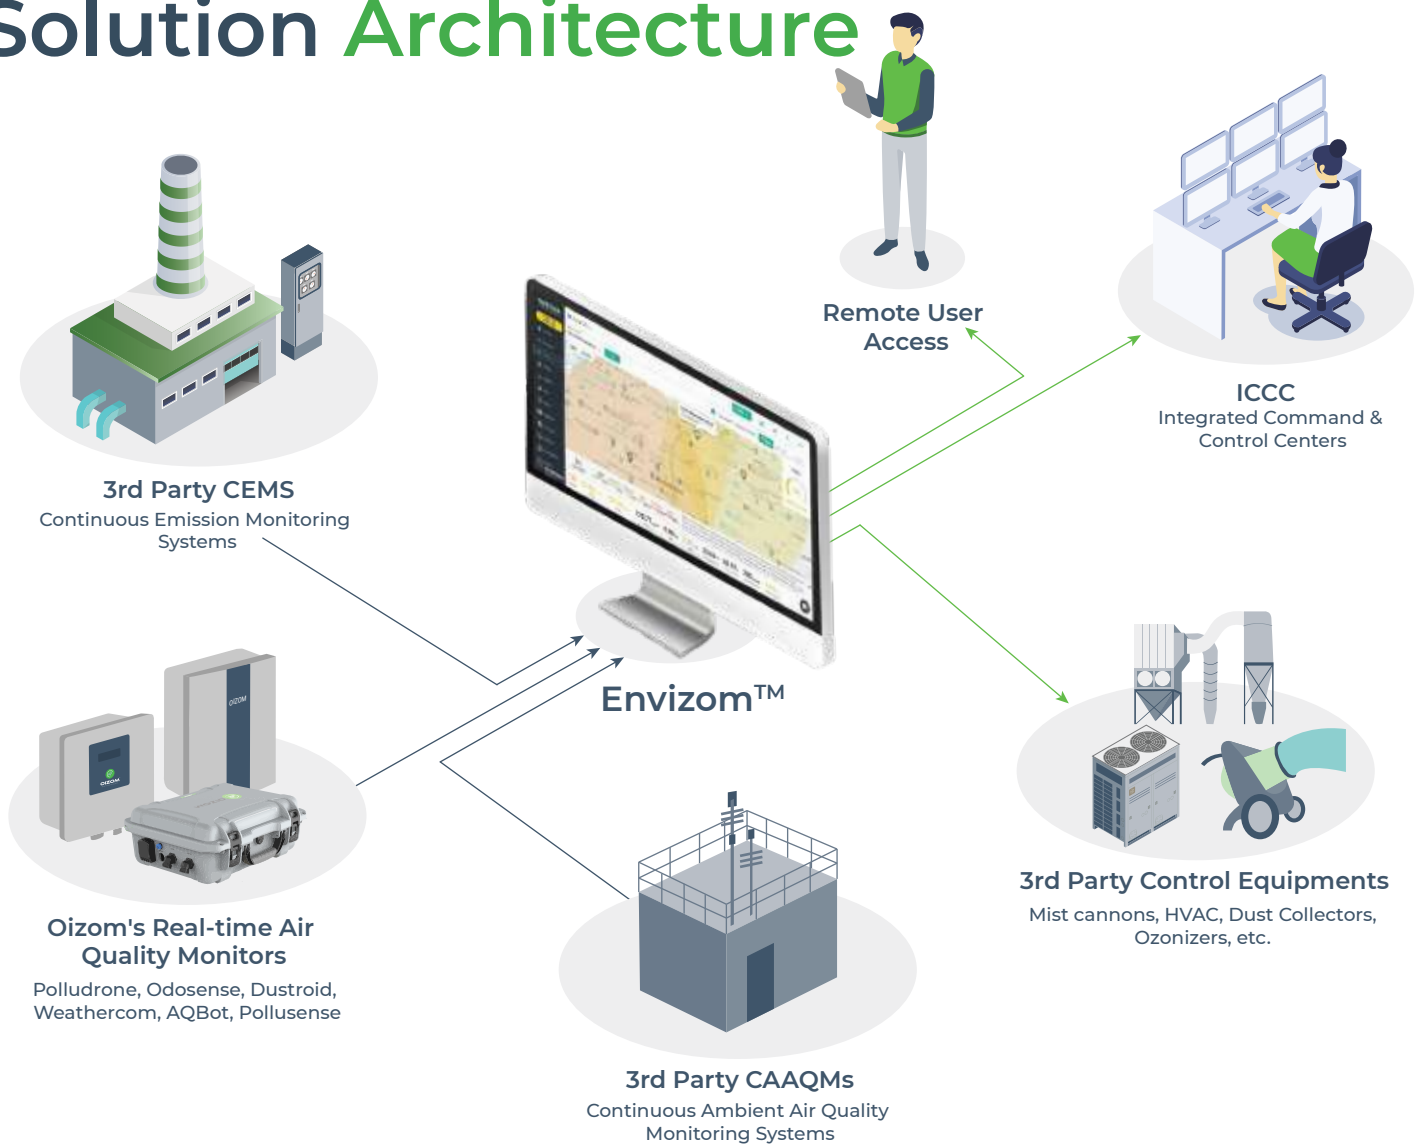 Solution Architecture
Remote User
Access
ICCC
Integrated Command &
Control Centers
3rd Party CEMS
Continuous Emission Monitoring
Systems
Envizom™
OIZOM
OIZOM
3rd Party Control Equipments
Mist cannons, HVAC, Dust Collectors,
Ozonizers, etc.
Oizom's Real-time Air
Quality Monitors
Polludrone, Odosense, Dustroid,
Weathercom, AQBot, Pollusense
3rd Party CAAQMs
Continuous Ambient Air Quality
Monitoring Systems